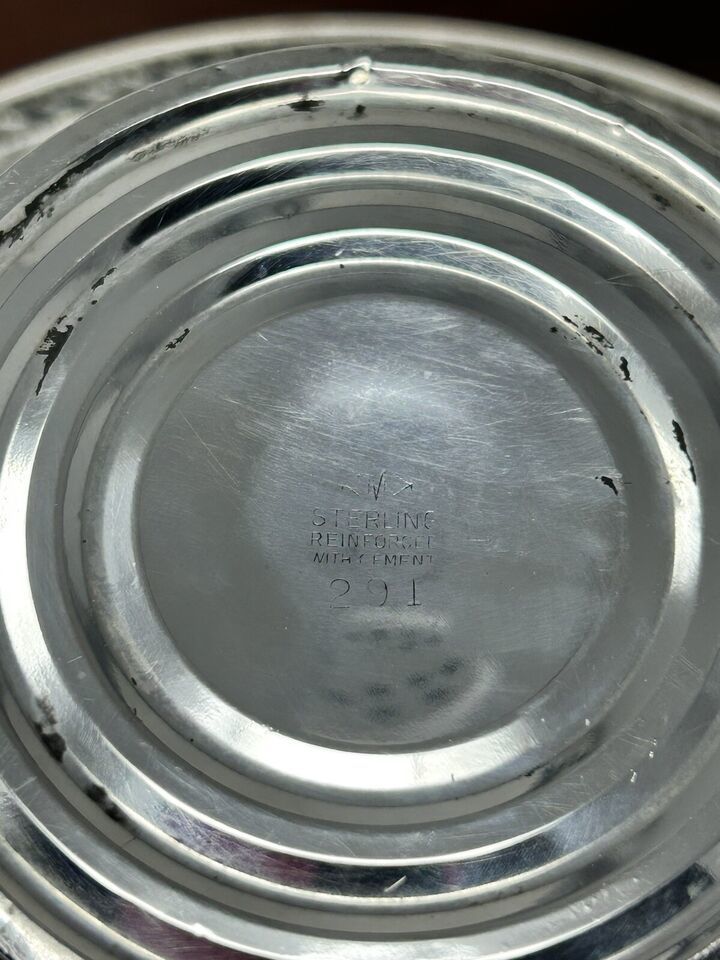 STERLING
REINFORCED
WITH CEMENT
291